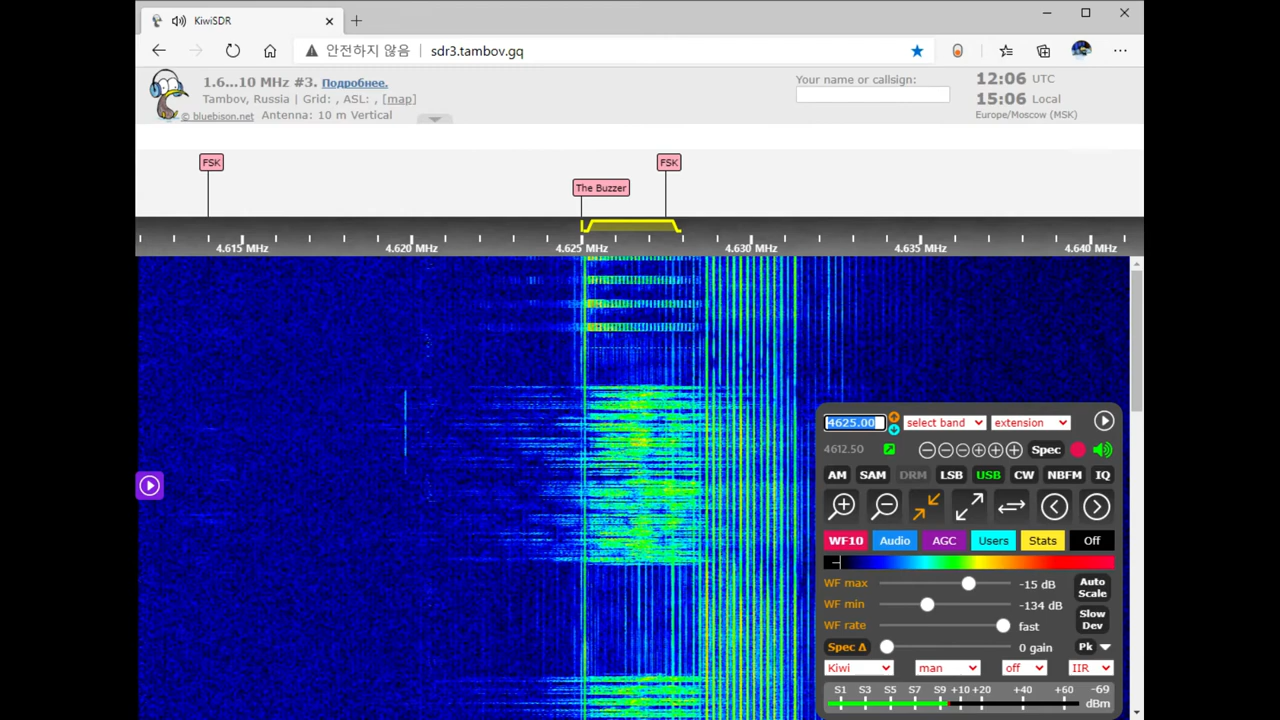 KiwiSDR
안전하지 않음 sdr3.tambov.gq
1.6...10 MHz #3. Подробнее.
Tambov, Russia | Grid: , ASL: , [map]
© bluebison.net Antenna: 10 m Vertical
Your name or callsign:
12:06 UTC
15:06 Local
Europe/Moscow (MSK)
FSK
FSK
The Buzzer
4.615 MHz 4.620 MHz 4.625 MHz 4.630 MHz 4.635 MHz 4.640 MHz
4625.00 select band extension
4612.50 Spec
AM SAM DRM LSB USB CW NBFM IQ
WF10 Audio AGC Users Stats Off
WF max -15 dB Auto Scale
WF min -134 dB
WF rate fast Slow Dev
Spec Δ 0 gain Pk
Kiwi man off IIR
S1 S3 S5 S7 S9 +10 +20 +40 +60 -69 dBm